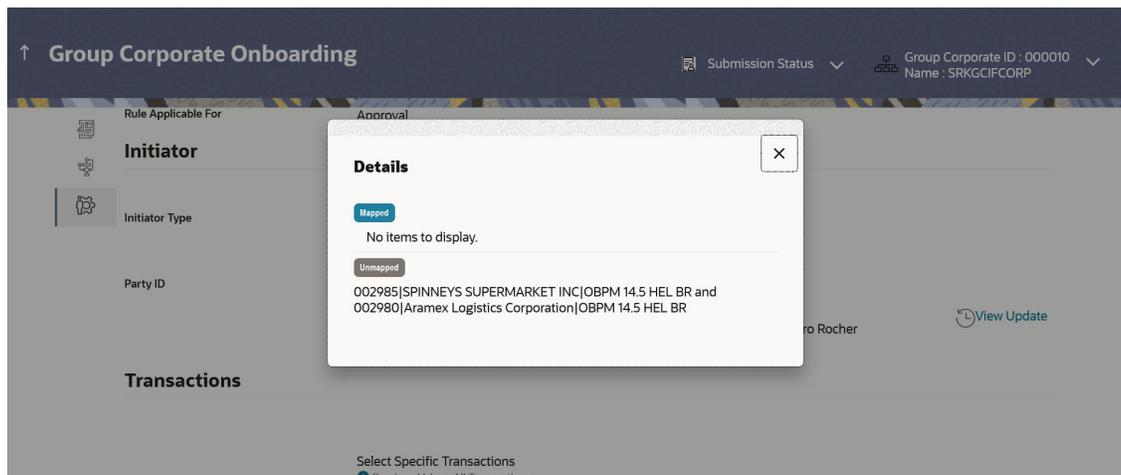 Group Corporate Onboarding
Submission Status
Group Corporate ID : 000010
Name : SRKGCIFCORP
Rule Applicable For
Approval
Initiator
Details
Mapped
No items to display.
Initiator Type
Unmapped
Party ID
002985|SPINNEYS SUPERMARKET INC|OBPM 14.5 HEL BR and
002980|Aramex Logistics Corporation|OBPM 14.5 HEL BR
Rocher
View Update
Transactions
Select Specific Transactions